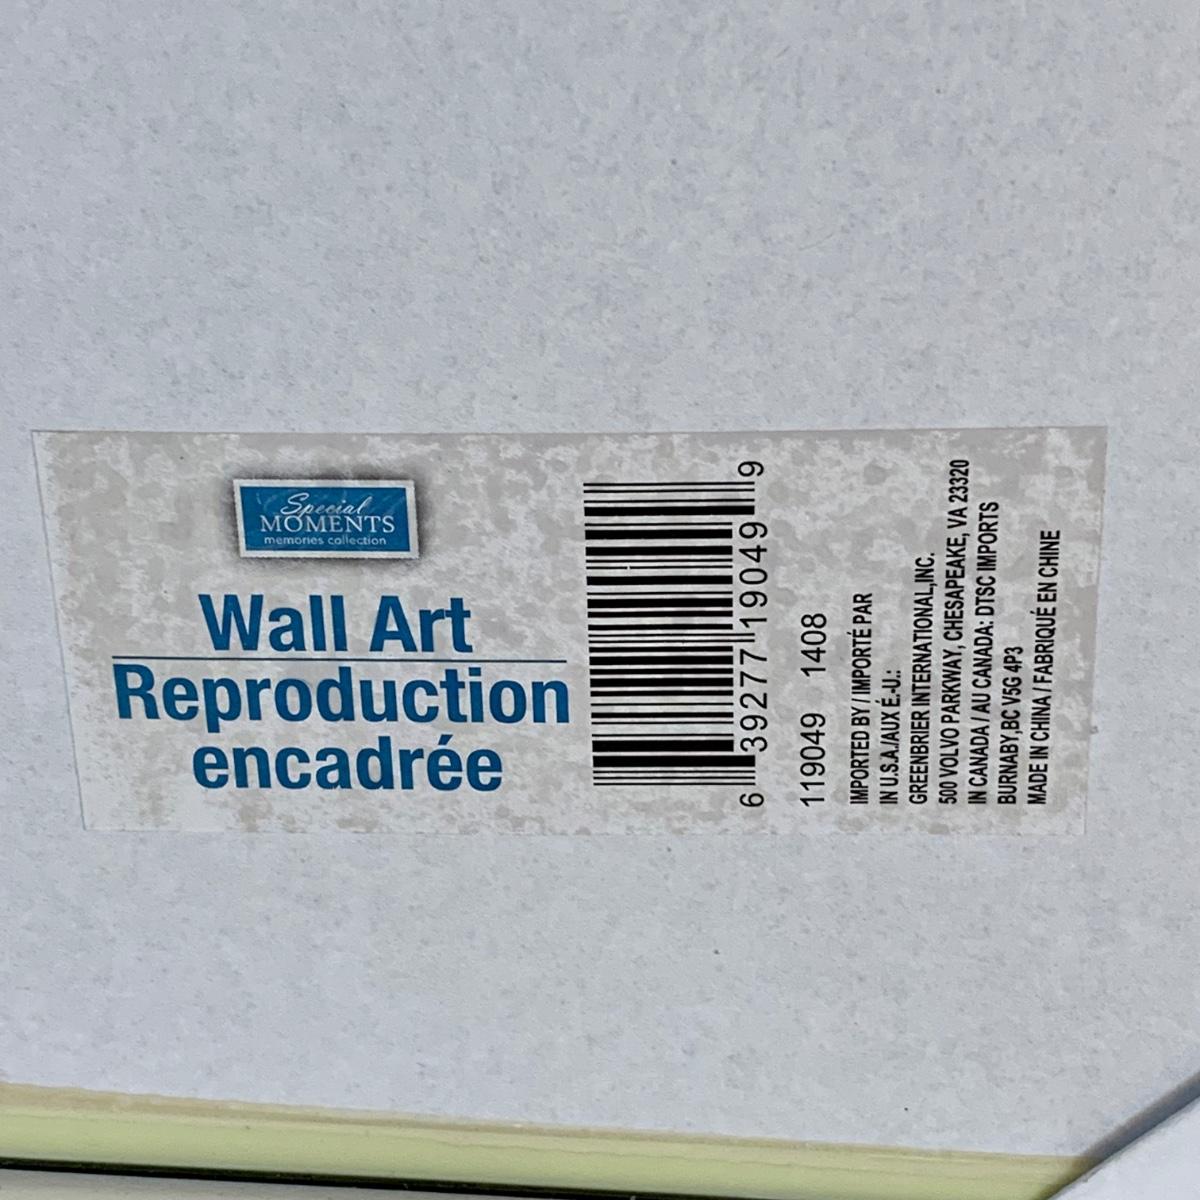 Special
MOMENTS
memories collection
Wall Art
Reproduction
encadrée
6 39277 19049 9
119049 1408
IMPORTED BY / IMPORTÉ PAR
IN U.S.A./AUX É.-U.:
GREENBRIER INTERNATIONAL,INC.
500 VOLVO PARKWAY, CHESAPEAKE, VA 23320
IN CANADA / AU CANADA: DTSC IMPORTS
BURNABY,BC V5G 4P3
MADE IN CHINA / FABRIQUÉ EN CHINE